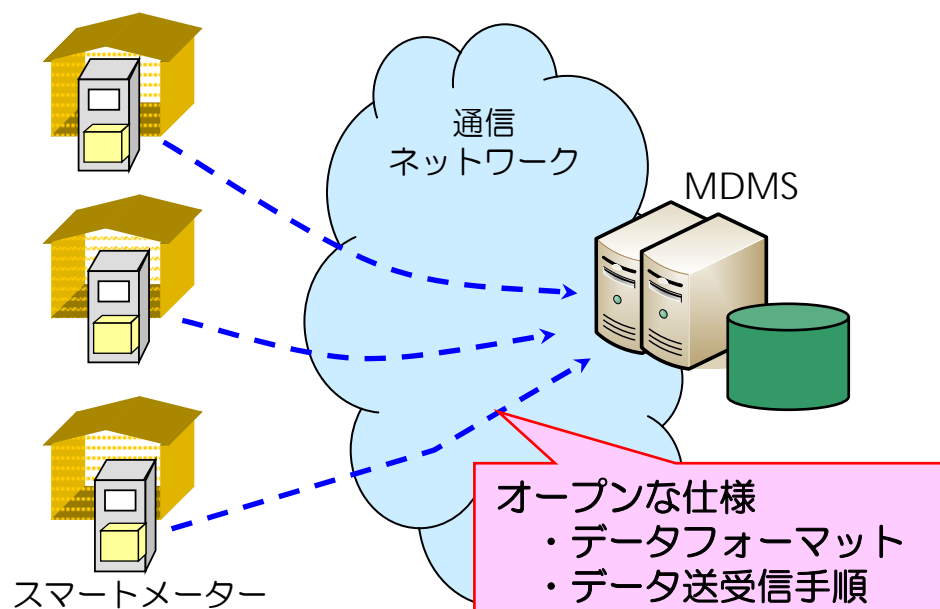 通信
ネットワーク
MDMS
オープンな仕様
・データフォーマット
・データ送受信手順
スマートメーター